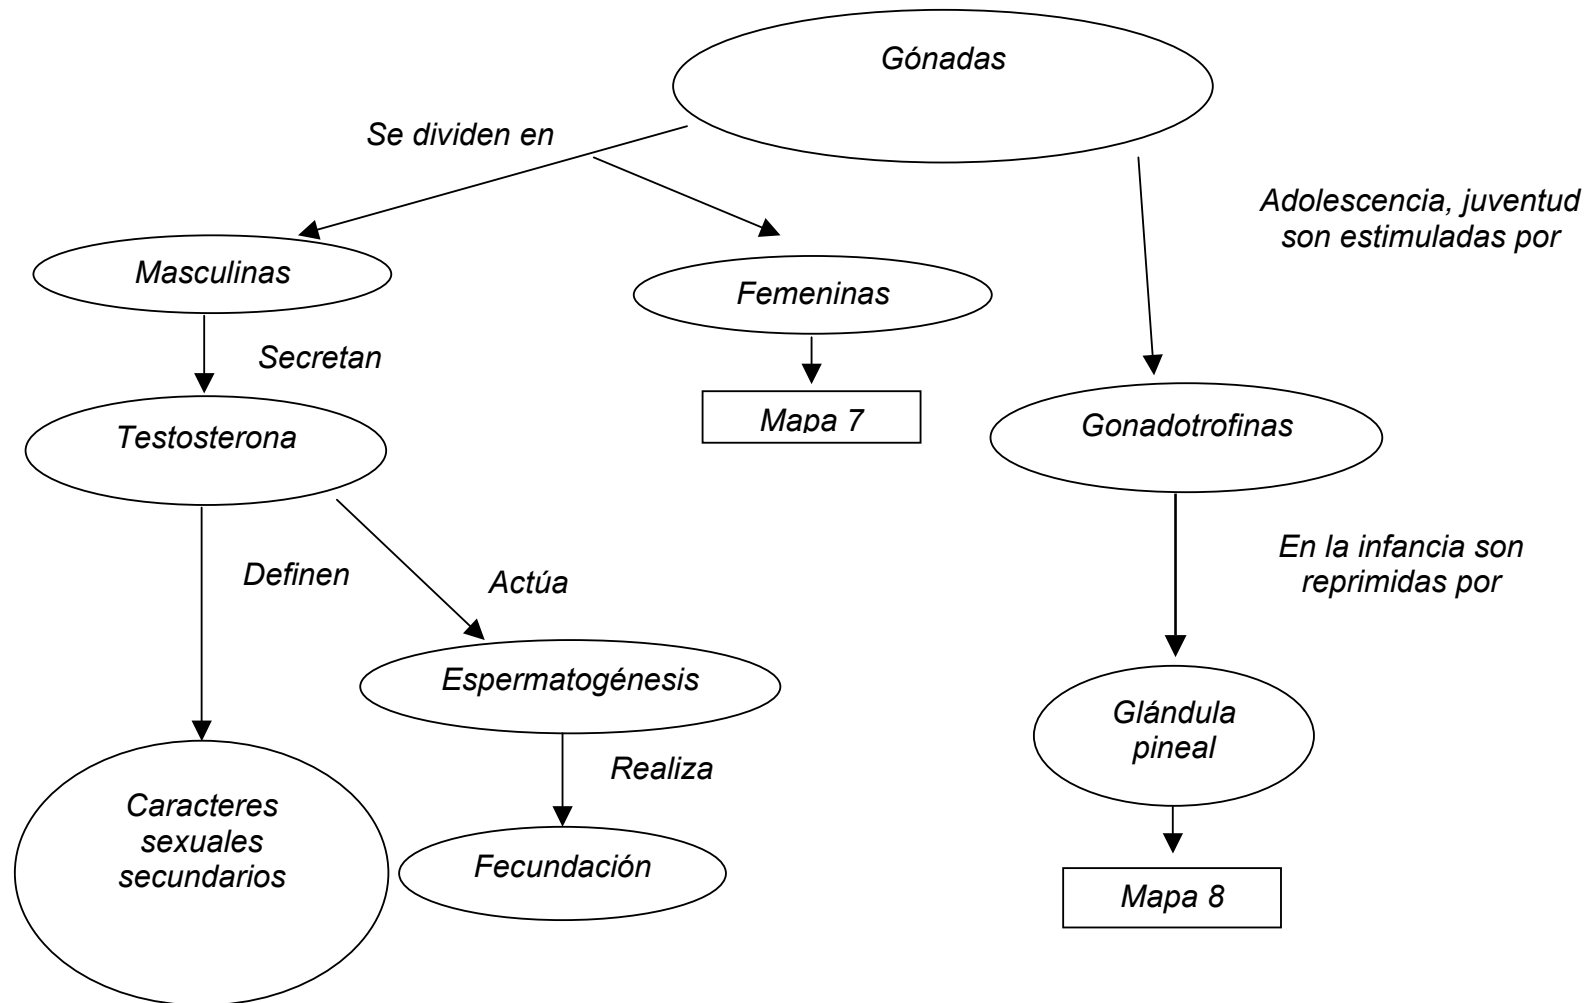 Gónadas
Se dividen en
Adolescencia, juventud
son estimuladas por
Masculinas
Femeninas
Secretan
Mapa 7
Testosterona
Gonadotrofinas
Definen
Actúa
En la infancia son
reprimidas por
Espermatogénesis
Glándula
pineal
Realiza
Caracteres
sexuales
secundarios
Fecundación
Mapa 8